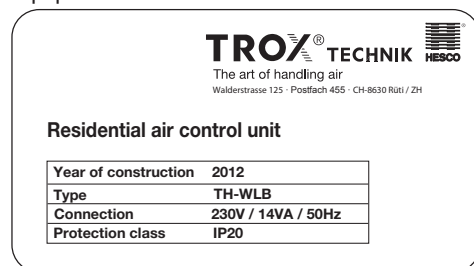 TROX® TECHNIK HESCO
The art of handling air
Walderstrasse 125 · Postfach 455 · CH-8630 Rüti / ZH
Residential air control unit
Year of construction 2012
Type TH-WLB
Connection 230V / 14VA / 50Hz
Protection class IP20